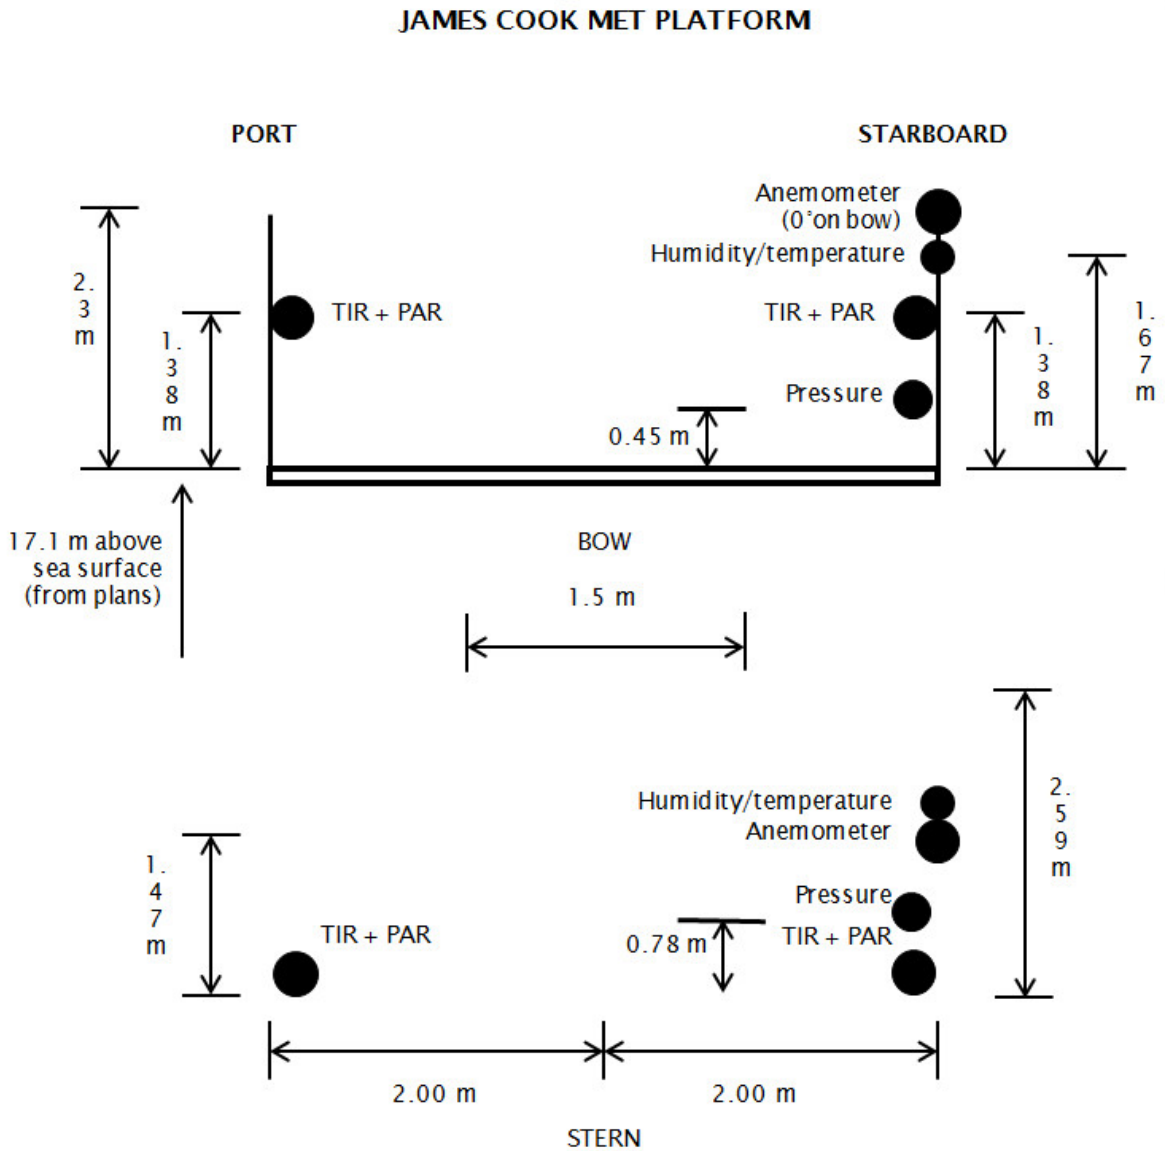 JAMES COOK MET PLATFORM
PORT
STARBOARD
Anemometer
(0°on bow)
Humidity/temperature
TIR + PAR
TIR + PAR
Pressure
2.
3
m
1.
3
8
m
0.45 m
1.
3
8
m
1.
6
7
m
17.1 m above
sea surface
(from plans)
BOW
1.5 m
Humidity/temperature
Anemometer
Pressure
TIR + PAR
TIR + PAR
0.78 m
1.
4
7
m
2.
5
9
m
2.00 m
2.00 m
STERN